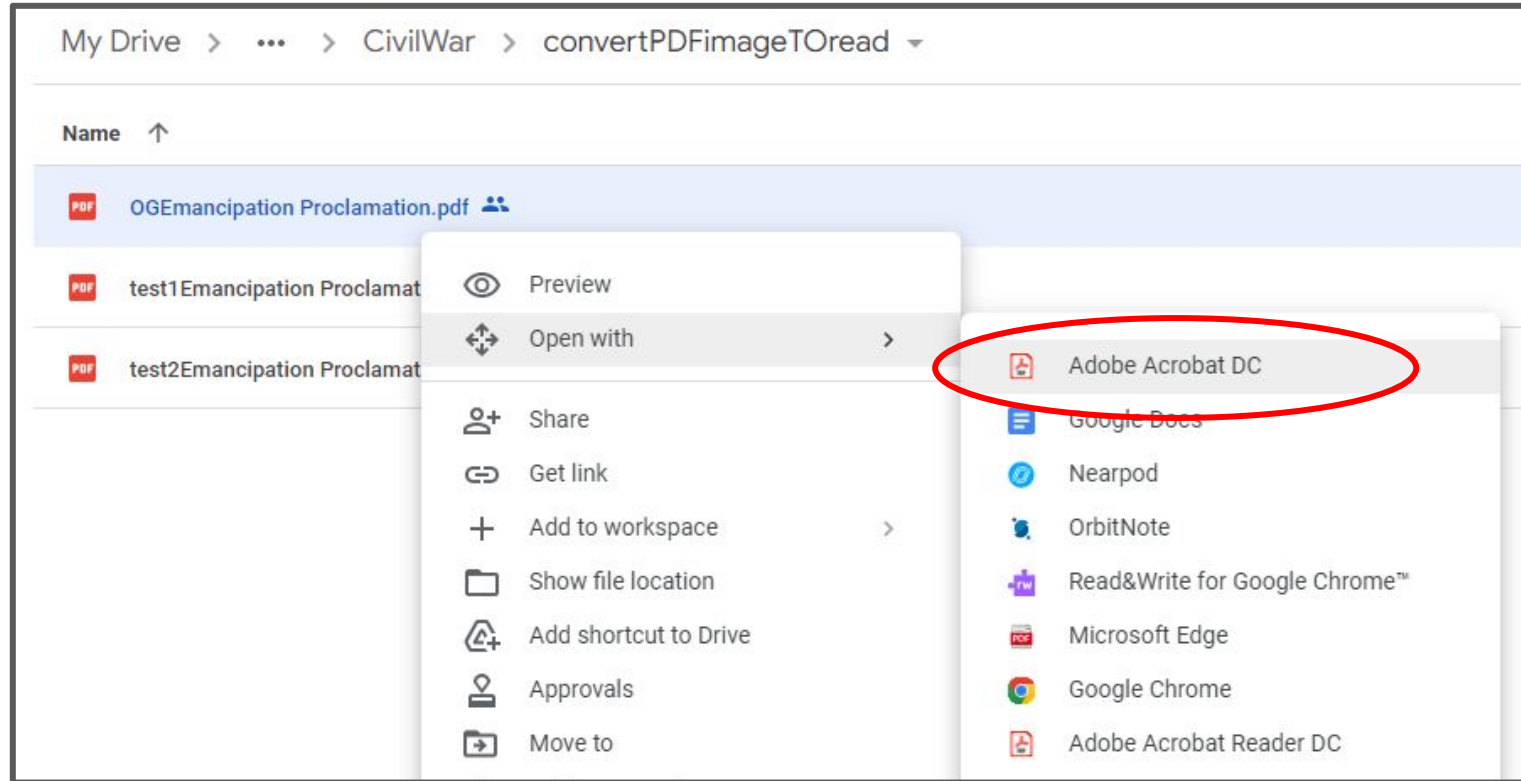 My Drive > ••• > CivilWar > convertPDFimageTOread
Name ↑
PDF OGEmancipation Proclamation.pdf
PDF test1Emancipation Proclamat
PDF test2Emancipation Proclamat
Preview
Open with >
Share
Get link
Add to workspace >
Show file location
Add shortcut to Drive
Approvals
Move to
Adobe Acrobat DC
Google Docs
Nearpod
OrbitNote
rw Read&Write for Google Chrome™
PDF Microsoft Edge
Google Chrome
Adobe Acrobat Reader DC